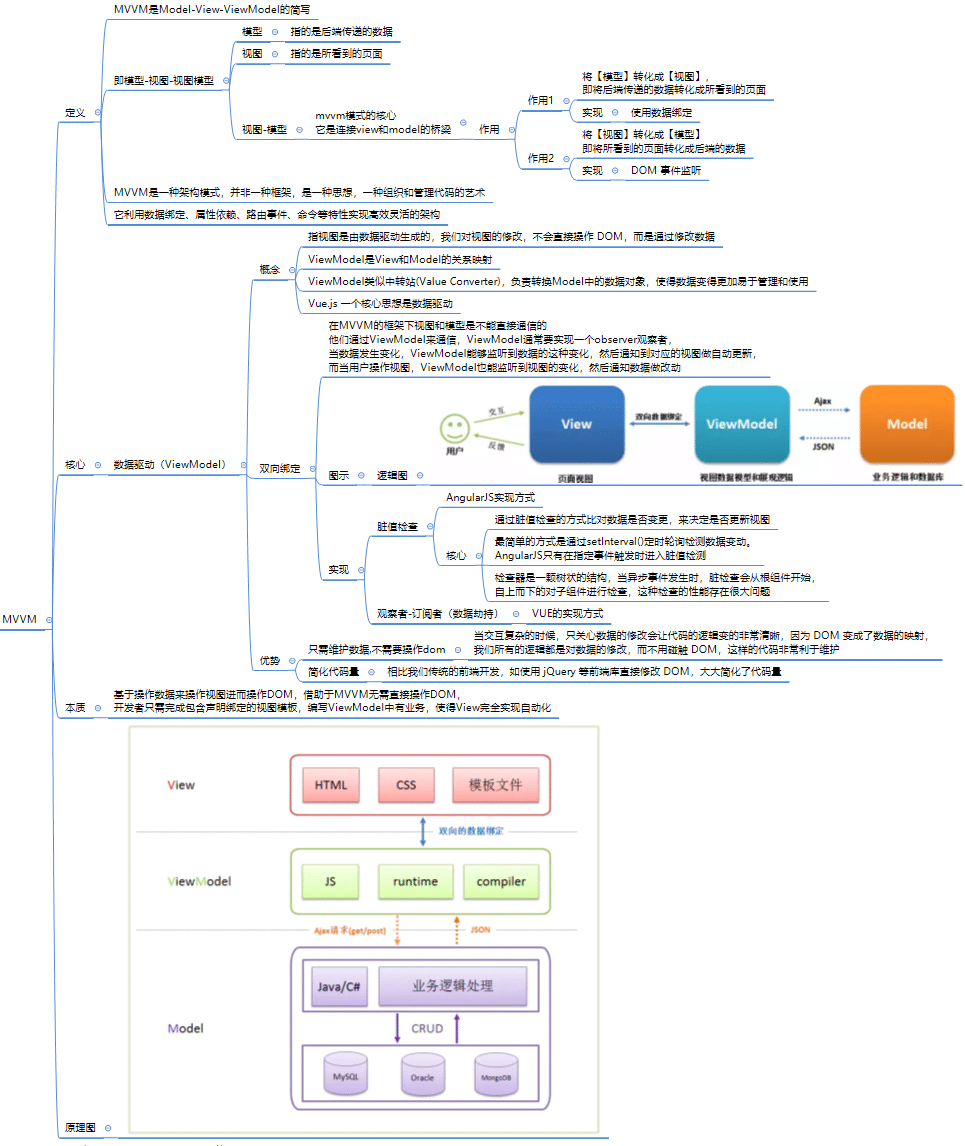 MVVM
定义
MVVM是Model-View-ViewModel的简写
即模型-视图-视图模型
模型
指的是后端传递的数据
视图
指的是所看到的页面
视图-模型
mvvm模式的核心
它是连接view和model的桥梁
作用
作用1
将【模型】转化成【视图】，
即将后端传递的数据转化成所看到的页面
实现
使用数据绑定
作用2
将【视图】转化成【模型】
即将所看到的页面转化成后端的数据
实现
DOM 事件监听
MVVM是一种架构模式，并非一种框架，是一种思想，一种组织和管理代码的艺术
它利用数据绑定、属性依赖、路由事件、命令等特性实现高效灵活的架构
核心
数据驱动（ViewModel）
概念
指视图是由数据驱动生成的，我们对视图的修改，不会直接操作 DOM，而是通过修改数据
ViewModel是View和Model的关系映射
ViewModel类似中转站(Value Converter)，负责转换Model中的数据对象，使得数据变得更加易于管理和使用
Vue.js 一个核心思想是数据驱动
双向绑定
在MVVM的框架下视图和模型是不能直接通信的
他们通过ViewModel来通信，ViewModel通常要实现一个observer观察者，
当数据发生变化，ViewModel能够监听到数据的这种变化，然后通知到对应的视图做自动更新，
而当用户操作视图，ViewModel也能监听到视图的变化，然后通知数据做改动
图示
逻辑图
用户
交互
反馈
View
页面视图
双向数据绑定
ViewModel
视图数据模型和展现逻辑
Ajax
JSON
Model
业务逻辑和数据库
实现
脏值检查
AngularJS实现方式
核心
通过脏值检查的方式比对数据是否变更，来决定是否更新视图
最简单的方式是通过setInterval()定时轮询检测数据变动。
AngularJS只有在指定事件触发时进入脏值检测
检查器是一颗树状的结构，当异步事件发生时，脏检查会从根组件开始，
自上而下的对子组件进行检查，这种检查的性能存在很大问题
观察者-订阅者（数据劫持）
VUE的实现方式
优势
只需维护数据,不需要操作dom
当交互复杂的时候，只关心数据的修改会让代码的逻辑变的非常清晰，因为 DOM 变成了数据的映射，
我们所有的逻辑都是对数据的修改，而不用碰触 DOM，这样的代码非常利于维护
简化代码量
相比我们传统的前端开发，如使用 jQuery 等前端库直接修改 DOM，大大简化了代码量
本质
基于操作数据来操作视图进而操作DOM，借助于MVVM无需直接操作DOM，
开发者只需完成包含声明绑定的视图模板，编写ViewModel中有业务，使得View完全实现自动化
原理图
View
HTML
CSS
模板文件
双向的数据绑定
ViewModel
JS
runtime
compiler
Ajax请求(get/post)
JSON
Model
Java/C#
业务逻辑处理
CRUD
MySQL
Oracle
MongoDB